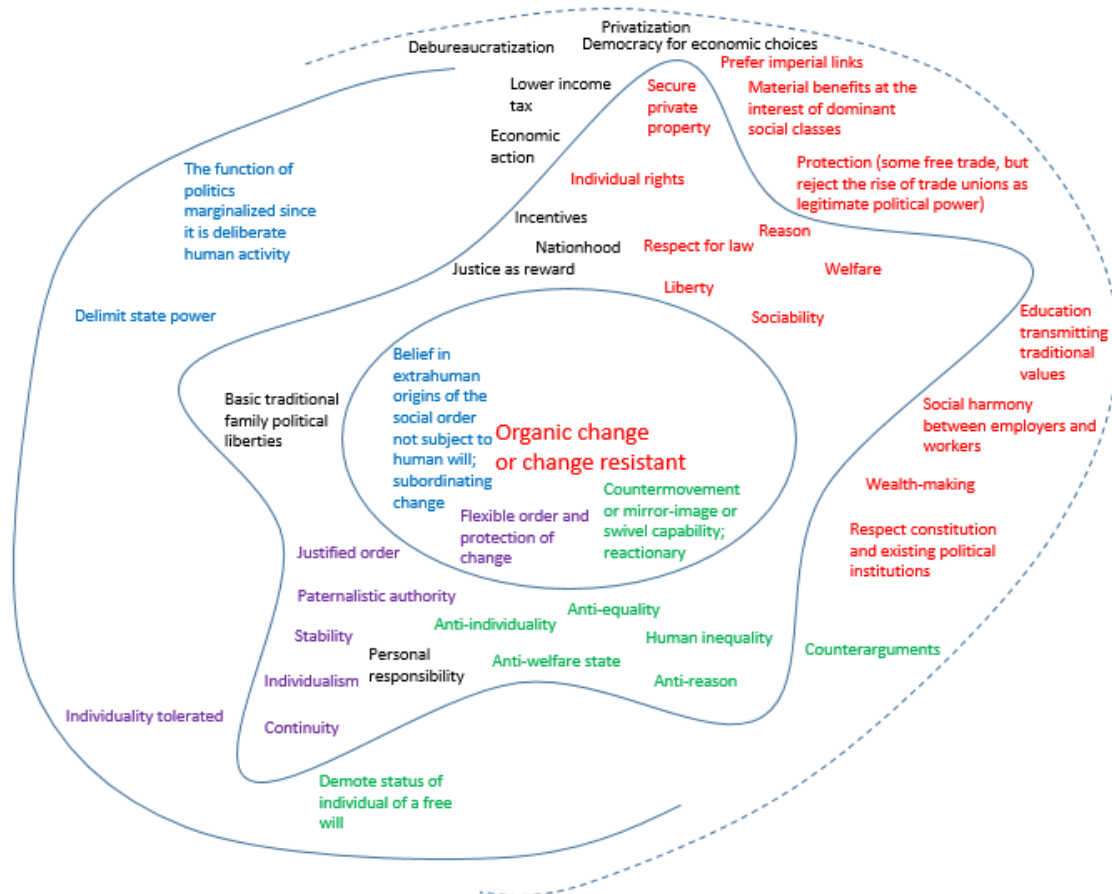 Privatization
Debureaucratization
Democracy for economic choices
Prefer imperial links
Lower income
tax
Secure
private
property
Material benefits at the
interest of dominant
social classes
Economic
action
The function of
politics
marginalized since
it is deliberate
human activity
Individual rights
Protection (some free trade, but
reject the rise of trade unions as
legitimate political power)
Incentives
Nationhood
Respect for law
Reason
Justice as reward
Liberty
Welfare
Delimit state power
Sociability
Education
transmitting
traditional
values
Belief in
extrahuman
origins of the
social order
not subject to
human will;
subordinating
change
Basic traditional
family political
liberties
Organic change
or change resistant
Social harmony
between employers and
workers
Wealth-making
Countermovement
or mirror-image or
swivel capability;
reactionary
Flexible order and
protection of
change
Respect constitution
and existing political
institutions
Justified order
Paternalistic authority
Anti-equality
Anti-individuality
Stability
Human inequality
Counterarguments
Personal
responsibility
Anti-welfare state
Individualism
Anti-reason
Individuality tolerated
Continuity
Demote status of
individual of a free
will